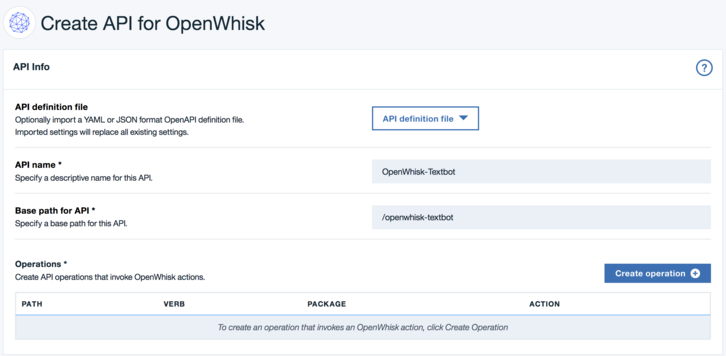 Create API for OpenWhisk
API Info
?
API definition file
Optionally import a YAML or JSON format OpenAPI definition file.
Imported settings will replace all existing settings.
API definition file
API name *
Specify a descriptive name for this API.
OpenWhisk-Textbot
Base path for API *
Specify a base path for this API.
/openwhisk-textbot
Operations *
Create API operations that invoke OpenWhisk actions.
Create operation
PATH VERB PACKAGE ACTION
To create an operation that invokes an OpenWhisk action, click Create Operation